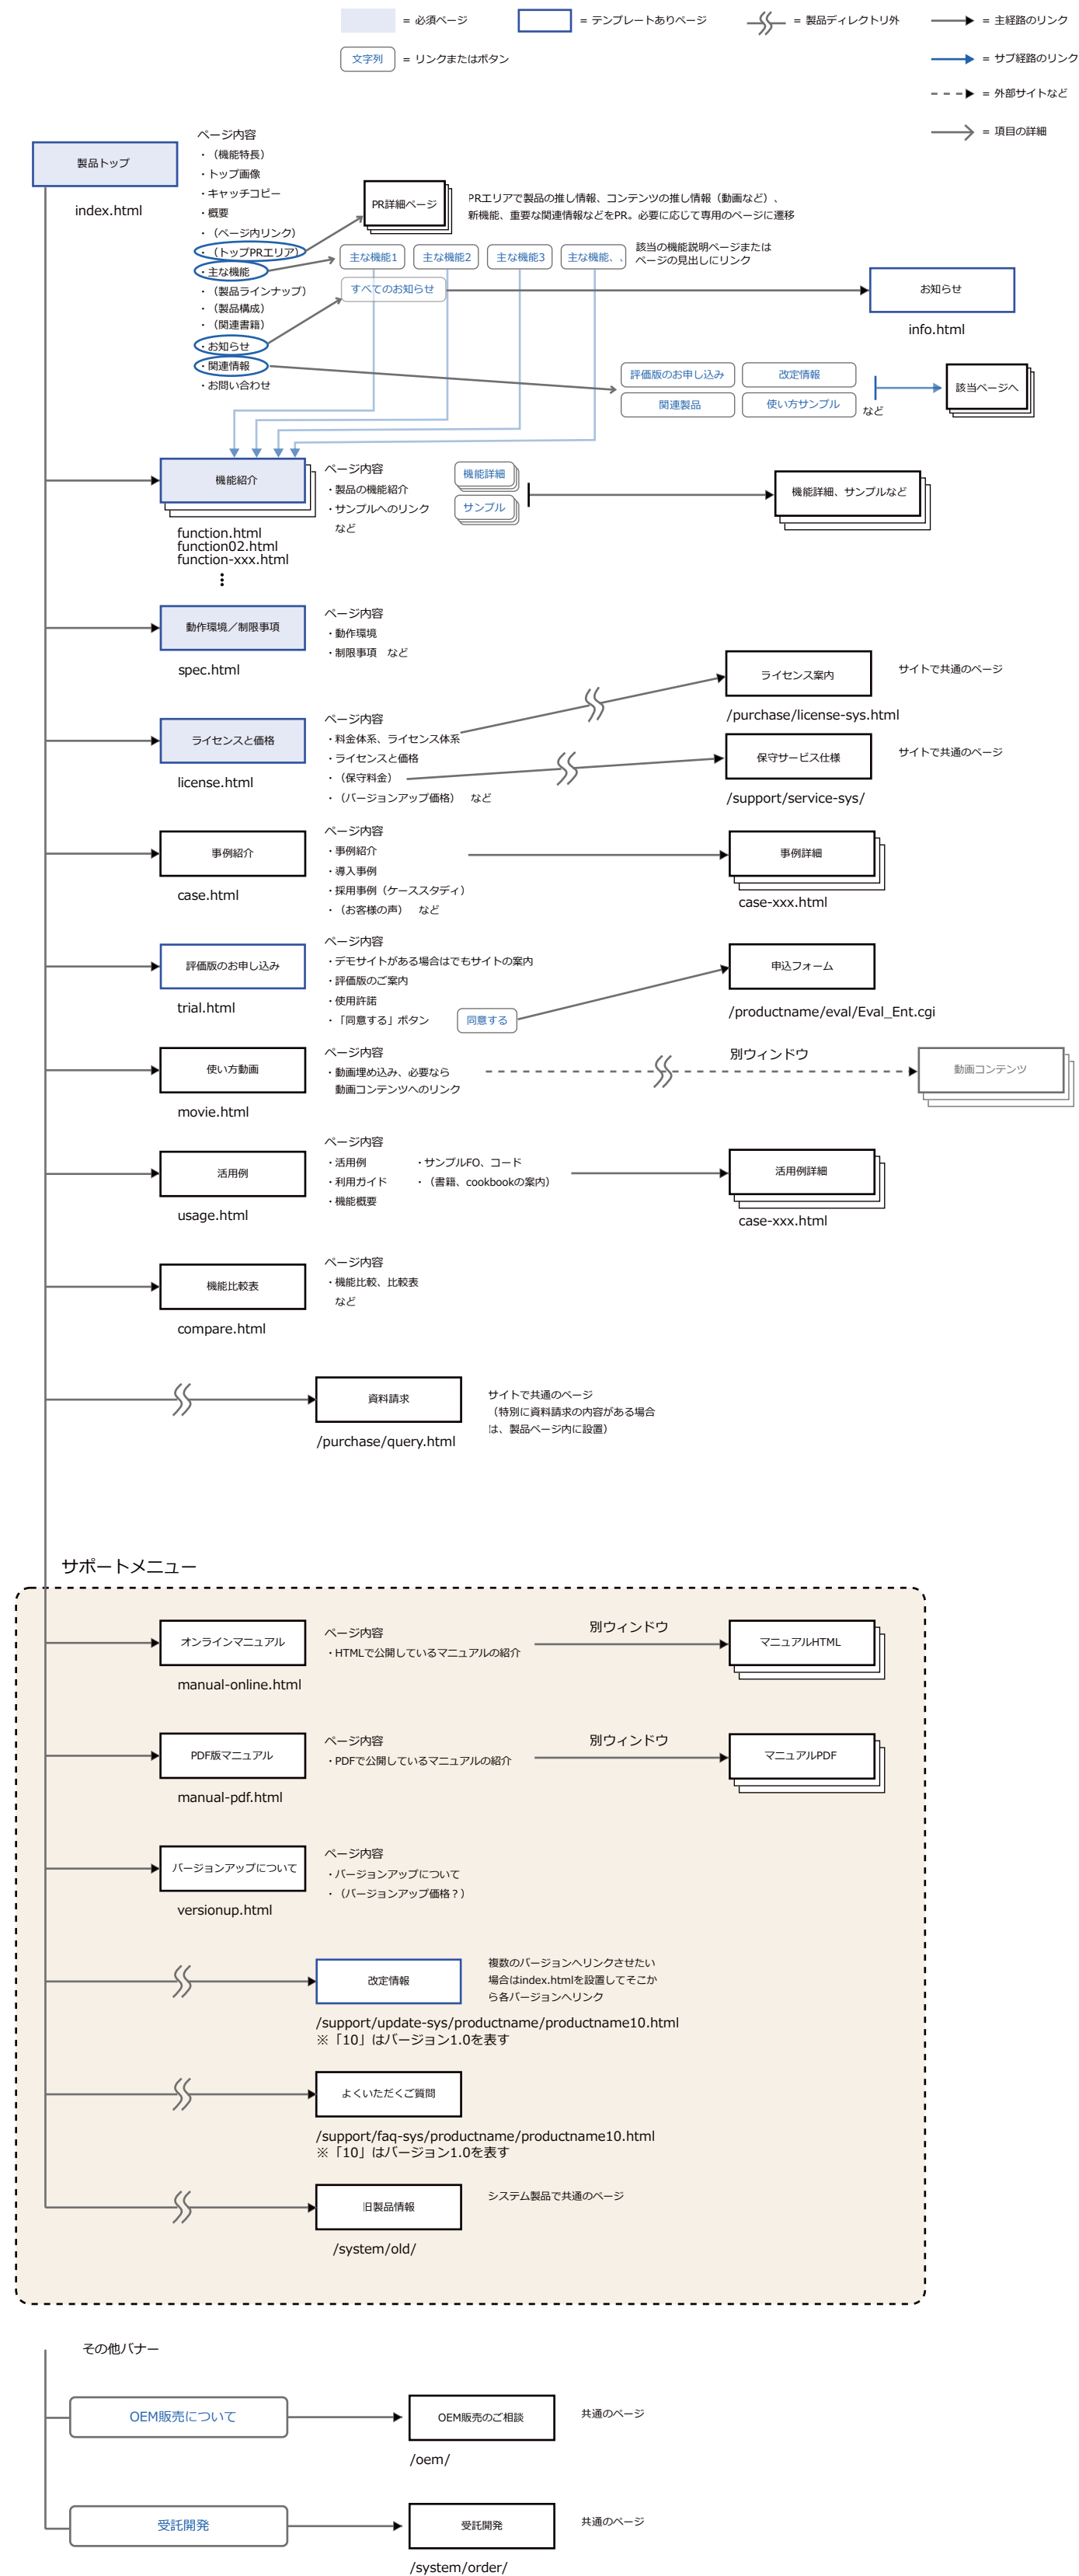 = 必須ページ
= テンプレートありページ
= 製品ディレクトリ外
= 主経路のリンク
文字列
= リンクまたはボタン
= サブ経路のリンク
= 外部サイトなど
= 項目の詳細
製品トップ
index.html
ページ内容
・（機能特長）
・トップ画像
・キャッチコピー
・概要
・（ページ内リンク）
・（トップPRエリア）
・主な機能
・（製品ラインナップ）
・（製品構成）
・（関連書籍）
・お知らせ
・関連情報
・お問い合わせ
PR詳細ページ
PRエリアで製品の推し情報、コンテンツの推し情報（動画など）、
新機能、重要な関連情報などをPR。必要に応じて専用のページに遷移
主な機能1
主な機能2
主な機能3
主な機能、、
該当の機能説明ページまたは
ページの見出しにリンク
すべてのお知らせ
お知らせ
info.html
評価版のお申し込み
改定情報
関連製品
使い方サンプル
など
該当ページへ
機能紹介
function.html
function02.html
function-xxx.html
ページ内容
・製品の機能紹介
・サンプルへのリンク
など
機能詳細
サンプル
機能詳細、サンプルなど
動作環境／制限事項
spec.html
ページ内容
・動作環境
・制限事項　など
ライセンスと価格
license.html
ページ内容
・料金体系、ライセンス体系
・ライセンスと価格
・（保守料金）
・（バージョンアップ価格）　など
ライセンス案内
/purchase/license-sys.html
サイトで共通のページ
保守サービス仕様
/support/service-sys/
サイトで共通のページ
事例紹介
case.html
ページ内容
・事例紹介
・導入事例
・採用事例（ケーススタディ）
・（お客様の声）　など
事例詳細
case-xxx.html
評価版のお申し込み
trial.html
ページ内容
・デモサイトがある場合はでもサイトの案内
・評価版のご案内
・使用許諾
・「同意する」ボタン
同意する
申込フォーム
/productname/eval/Eval_Ent.cgi
使い方動画
movie.html
ページ内容
・動画埋め込み、必要なら
動画コンテンツへのリンク
別ウィンドウ
動画コンテンツ
活用例
usage.html
ページ内容
・活用例
・利用ガイド
・機能概要
・サンプルFO、コード
・（書籍、cookbookの案内）
活用例詳細
case-xxx.html
機能比較表
compare.html
ページ内容
・機能比較、比較表
など
資料請求
/purchase/query.html
サイトで共通のページ
（特別に資料請求の内容がある場合
は、製品ページ内に設置）
サポートメニュー
オンラインマニュアル
manual-online.html
ページ内容
・HTMLで公開しているマニュアルの紹介
別ウィンドウ
マニュアルHTML
PDF版マニュアル
manual-pdf.html
ページ内容
・PDFで公開しているマニュアルの紹介
別ウィンドウ
マニュアルPDF
バージョンアップについて
versionup.html
ページ内容
・バージョンアップについて
・（バージョンアップ価格？）
改定情報
/support/update-sys/productname/productname10.html
※「10」はバージョン1.0を表す
複数のバージョンへリンクさせたい
場合はindex.htmlを設置してそこか
ら各バージョンへリンク
よくいただくご質問
/support/faq-sys/productname/productname10.html
※「10」はバージョン1.0を表す
旧製品情報
/system/old/
システム製品で共通のページ
その他バナー
OEM販売について
OEM販売のご相談
/oem/
共通のページ
受託開発
受託開発
/system/order/
共通のページ